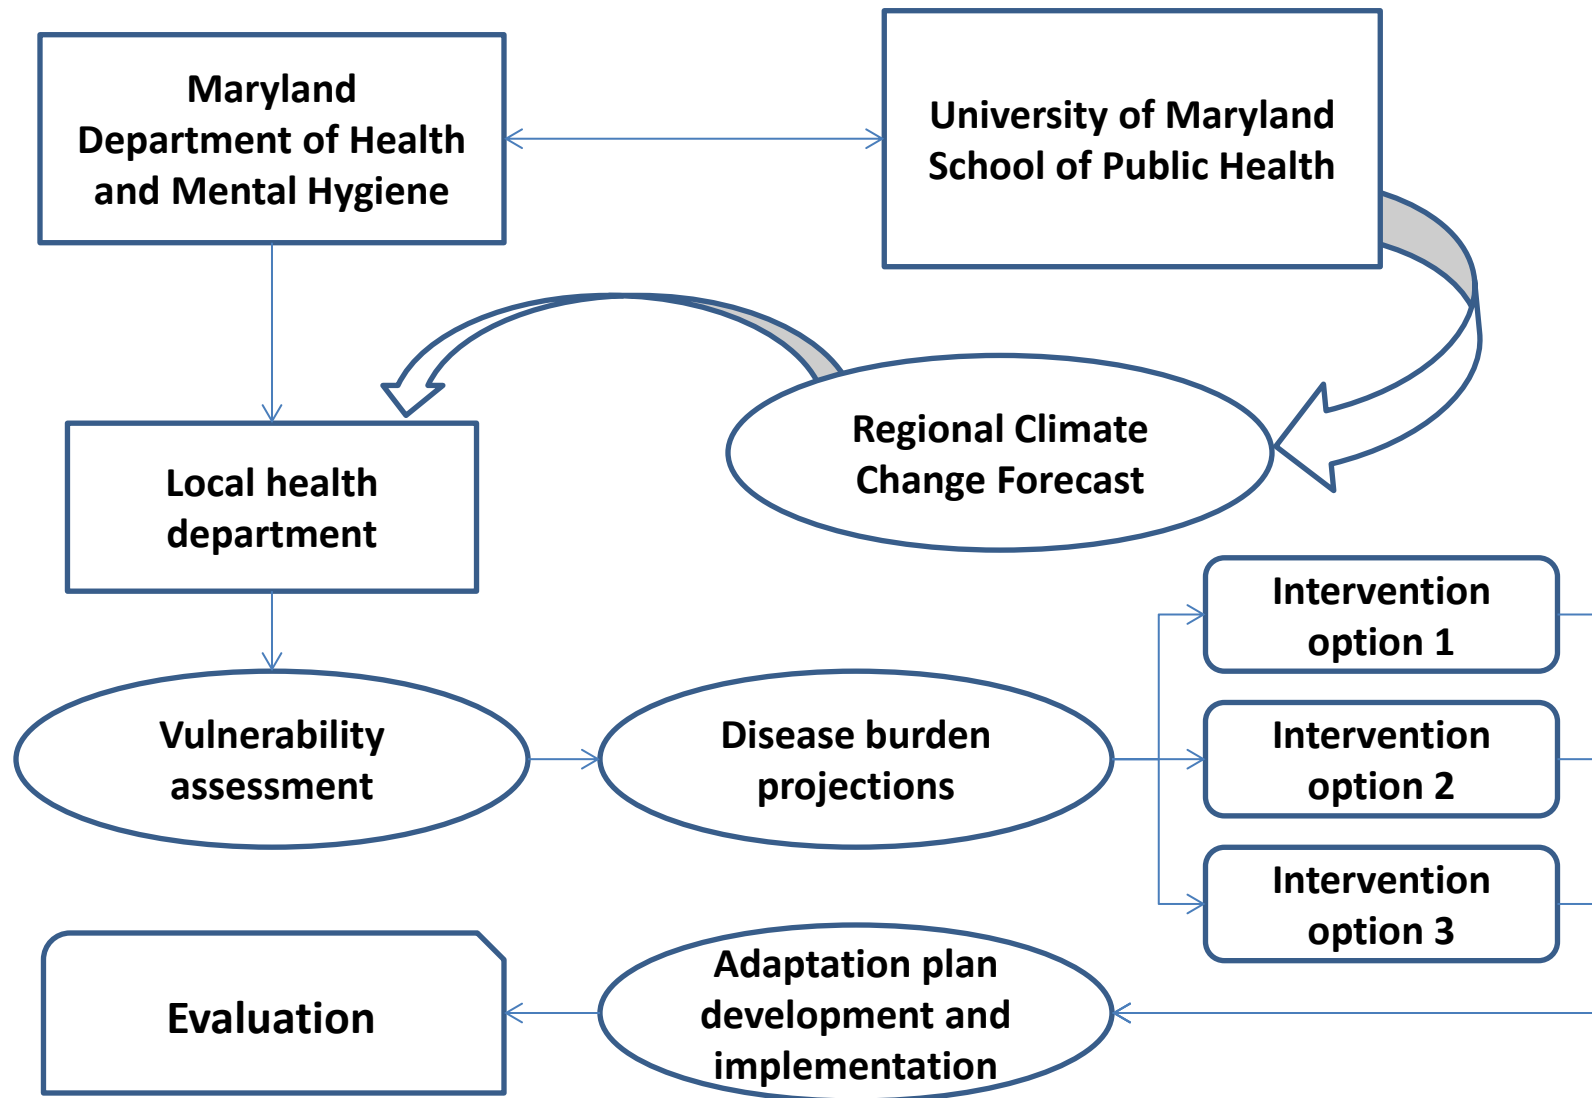 Maryland
Department of Health
and Mental Hygiene
University of Maryland
School of Public Health
Regional Climate
Change Forecast
Local health
department
Intervention
option 1
Vulnerability
assessment
Disease burden
projections
Intervention
option 2
Intervention
option 3
Adaptation plan
development and
implementation
Evaluation